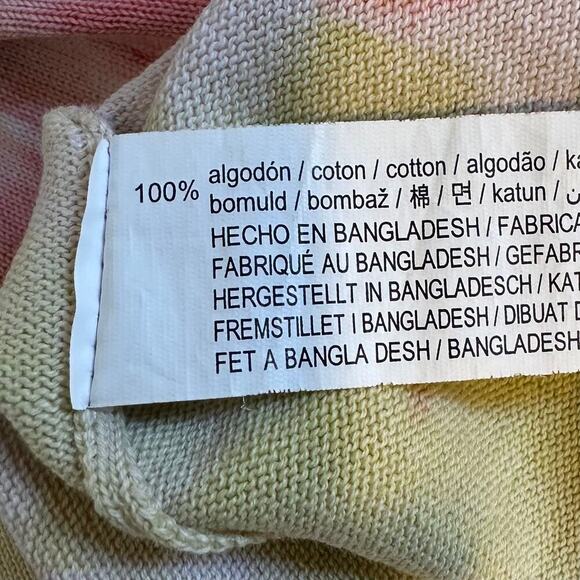 100% algodón / coton / cotton / algodão /
bomuld / bombaž / 棉 / 면 / katun /
HECHO EN BANGLADESH / FABRICA
FABRIQUÉ AU BANGLADESH / GEFABR
HERGESTELLT IN BANGLADESCH / KAT
FREMSTILLET I BANGLADESH / DIBUAT D
FET A BANGLA DESH / BANGLADESH